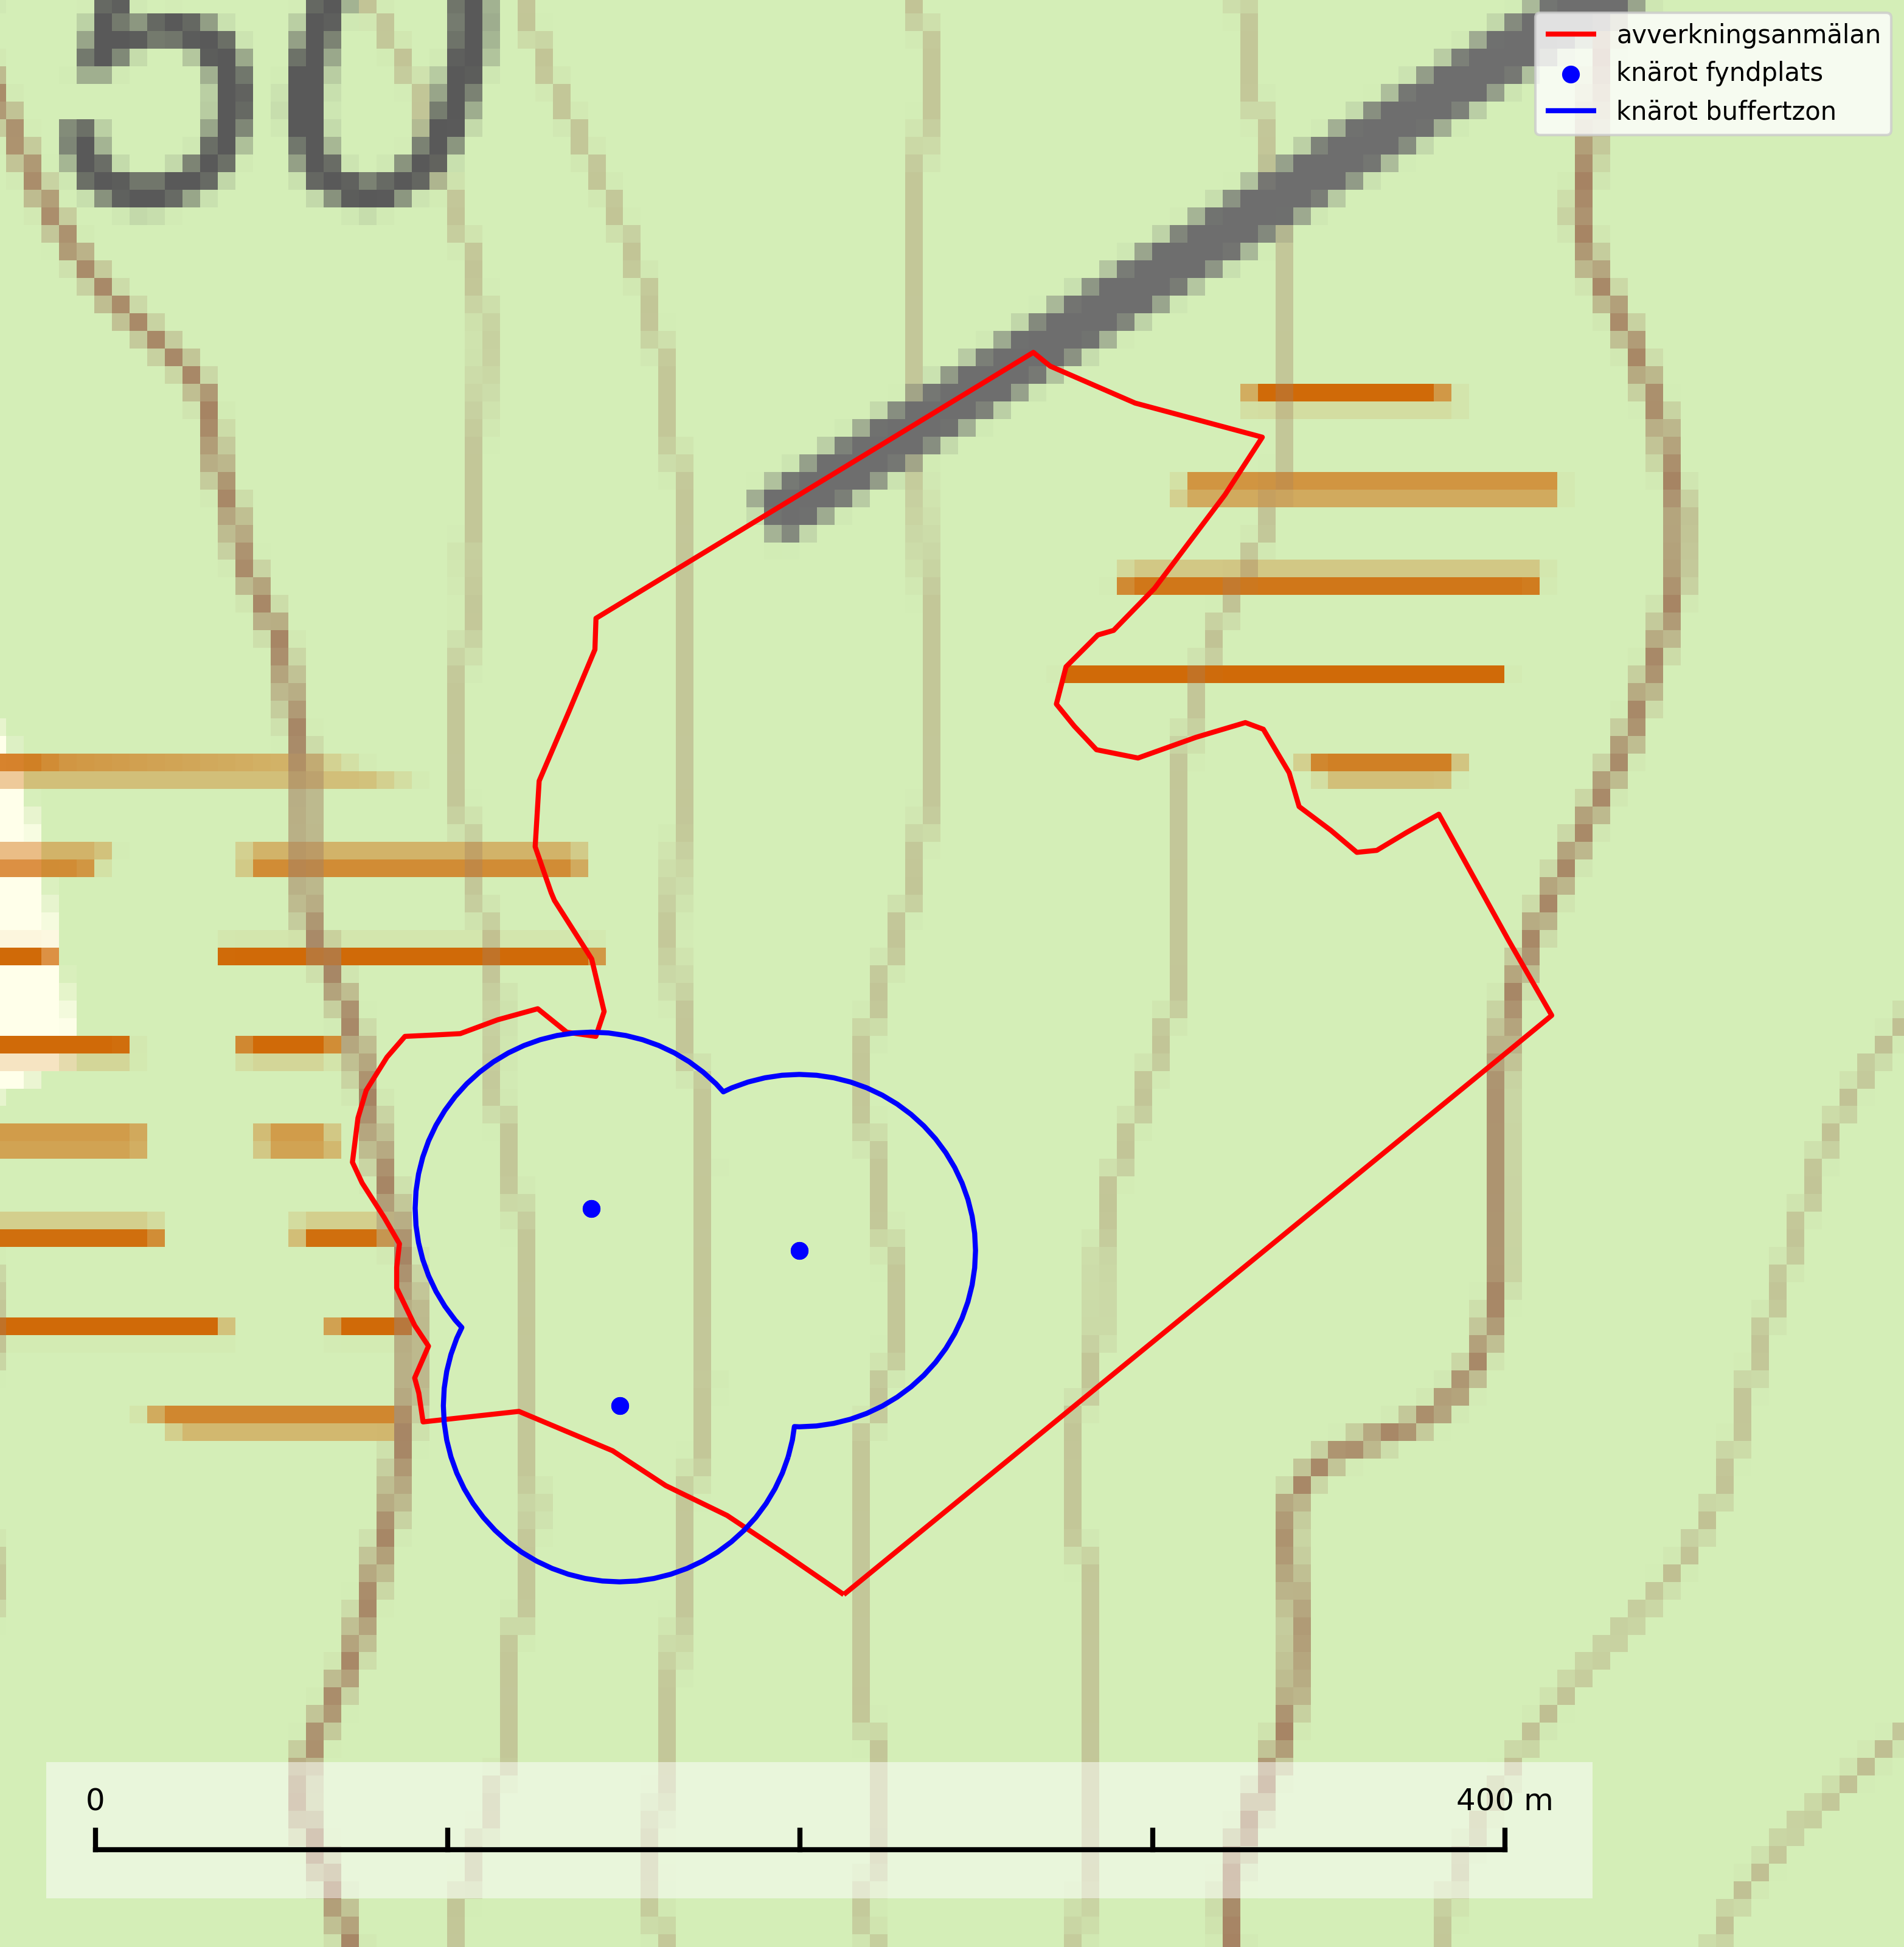 50
avverkningsanmälan
knärot fyndplats
knärot buffertzon
0
400 m